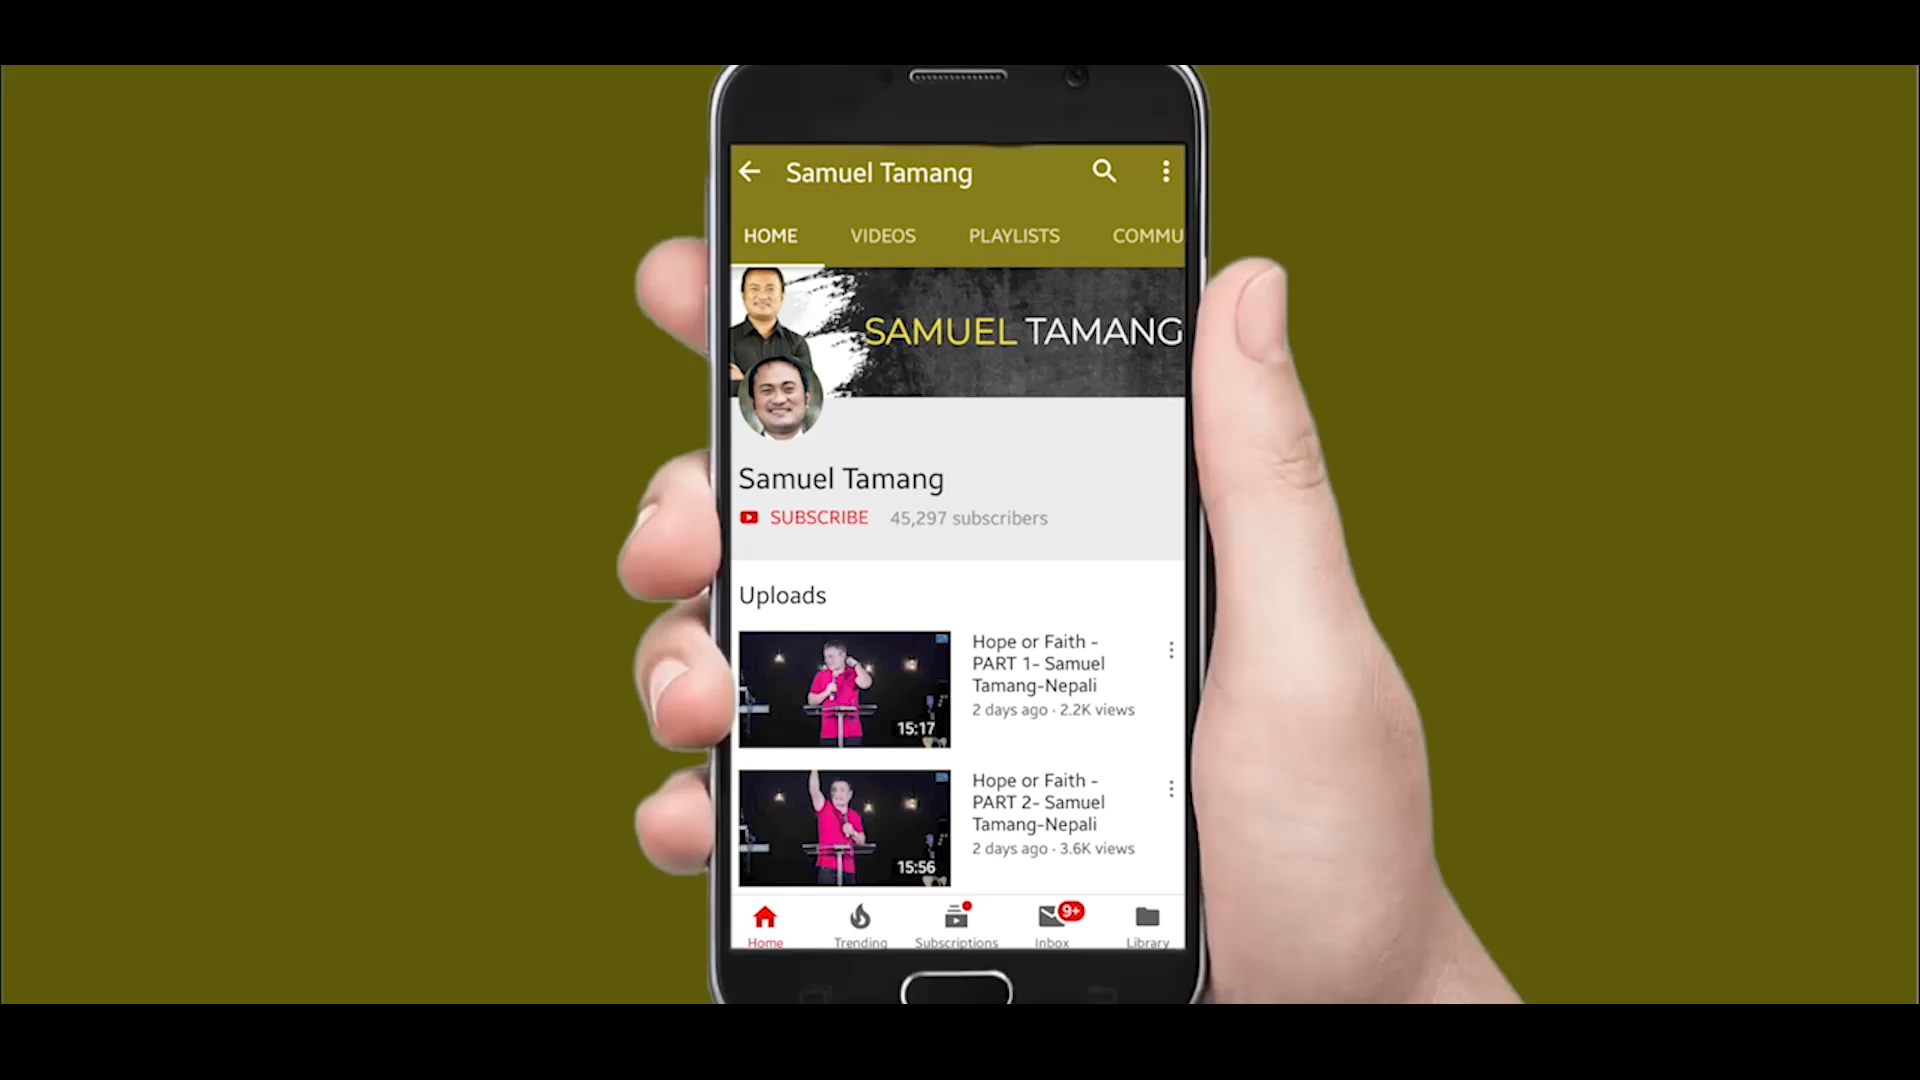 Samuel Tamang
HOME VIDEOS PLAYLISTS COMMU
SAMUEL TAMANG
Samuel Tamang
SUBSCRIBE 45,297 subscribers
Uploads
Hope or Faith -
PART 1- Samuel
Tamang-Nepali
2 days ago · 2.2K views
15:17
Hope or Faith -
PART 2- Samuel
Tamang-Nepali
2 days ago · 3.6K views
15:56
9+
Home Trending Subscriptions Inbox Library